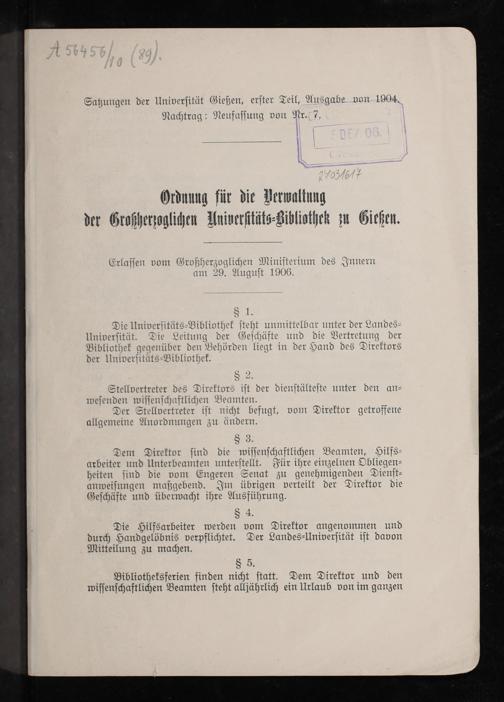 A 56456/10 (89).
Satzungen der Universität Gießen, erster Teil, Ausgabe von 1904.
Nachtrag: Neufassung von Nr. 7.
DEZ 06.
24031617
Ordnung für die Verwaltung
der Großherzoglichen Universitäts-Bibliothek zu Gießen.
Erlassen vom Großherzoglichen Ministerium des Innern
am 29. August 1906.
§ 1.
Die Universitäts-Bibliothek steht unmittelbar unter der Landes-
Universität. Die Leitung der Geschäfte und die Vertretung der
Bibliothek gegenüber den Behörden liegt in der Hand des Direktors
der Universitäts-Bibliothek.
§ 2.
Stellvertreter des Direktors ist der dienstälteste unter den an-
wesenden wissenschaftlichen Beamten.
Der Stellvertreter ist nicht befugt, vom Direktor getroffene
allgemeine Anordnungen zu ändern.
§ 3.
Dem Direktor sind die wissenschaftlichen Beamten, Hilfs-
arbeiter und Unterbeamten unterstellt. Für ihre einzelnen Obliegen-
heiten sind die vom Engeren Senat zu genehmigenden Dienst-
anweisungen maßgebend. Im übrigen verteilt der Direktor die
Geschäfte und überwacht ihre Ausführung.
§ 4.
Die Hilfsarbeiter werden vom Direktor angenommen und
durch Handgelöbnis verpflichtet. Der Landes-Universität ist davon
Mitteilung zu machen.
§ 5.
Bibliotheksferien finden nicht statt. Dem Direktor und den
wissenschaftlichen Beamten steht alljährlich ein Urlaub von im ganzen